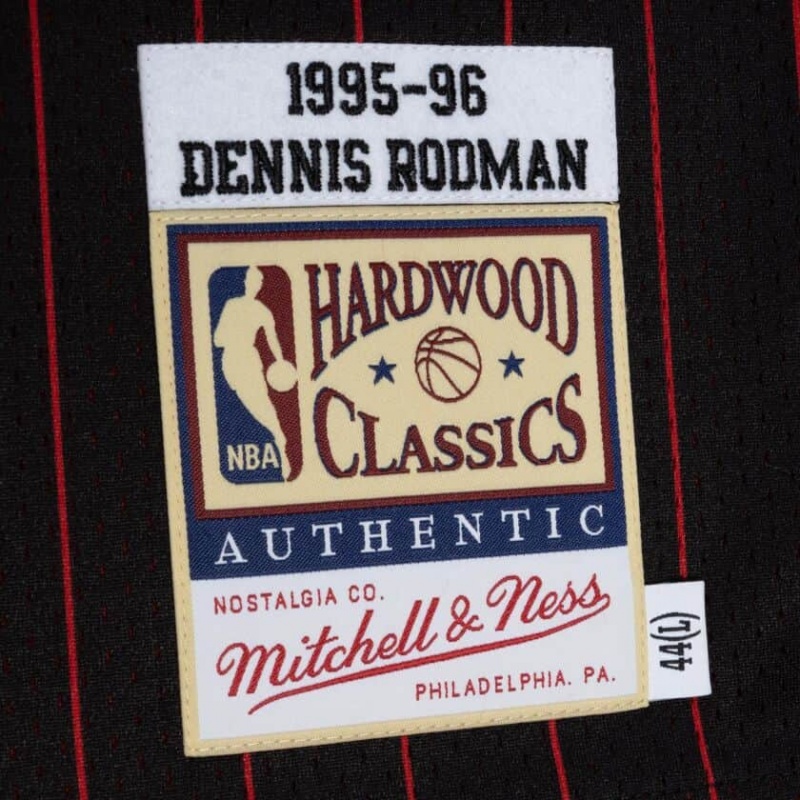 1995-96
DENNIS RODMAN
HARDWOOD
CLASSICS
NBA
AUTHENTIC
NOSTALGIA CO.
Mitchell & Ness
PHILADELPHIA. PA.
44(L)